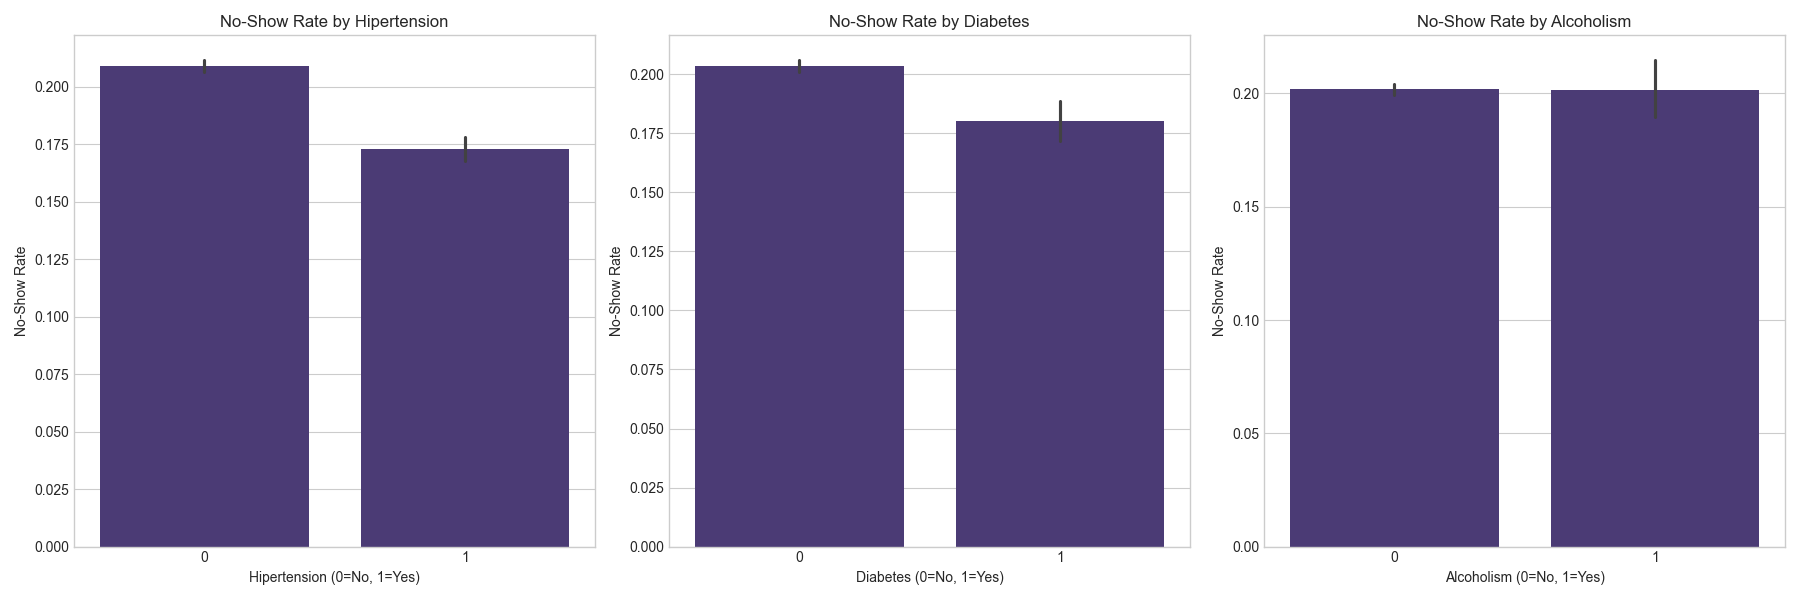 No-Show Rate by Hipertension
No-Show Rate
0.200
0.175
0.150
0.125
0.100
0.075
0.050
0.025
0.000
0 1
Hipertension (0=No, 1=Yes)
No-Show Rate by Diabetes
No-Show Rate
0.200
0.175
0.150
0.125
0.100
0.075
0.050
0.025
0.000
0 1
Diabetes (0=No, 1=Yes)
No-Show Rate by Alcoholism
No-Show Rate
0.20
0.15
0.10
0.05
0.00
0 1
Alcoholism (0=No, 1=Yes)